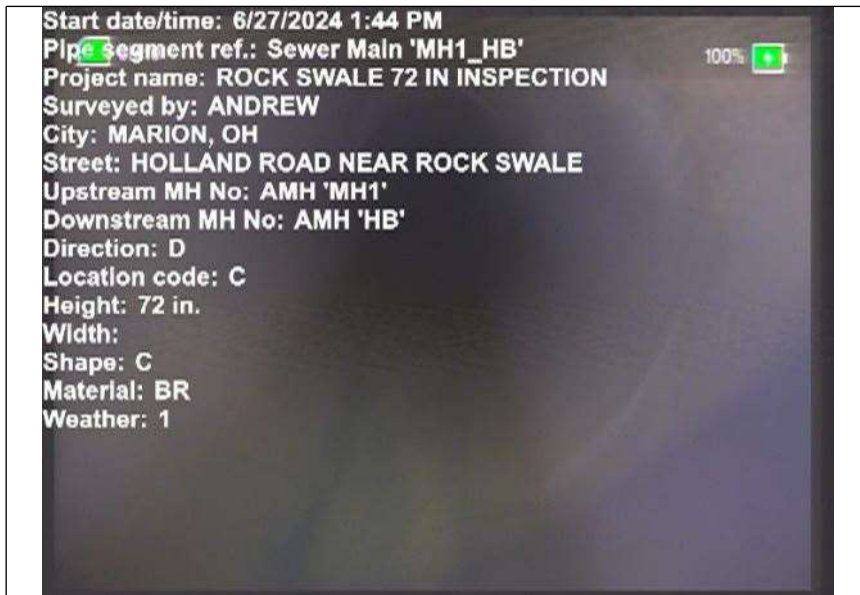 Start date/time: 6/27/2024 1:44 PM
Pipe segment ref.: Sewer Main 'MH1_HB'
100%
Project name: ROCK SWALE 72 IN INSPECTION
Surveyed by: ANDREW
City: MARION, OH
Street: HOLLAND ROAD NEAR ROCK SWALE
Upstream MH No: AMH 'MH1'
Downstream MH No: AMH 'HB'
Direction: D
Location code: C
Height: 72 in.
Width:
Shape: C
Material: BR
Weather: 1